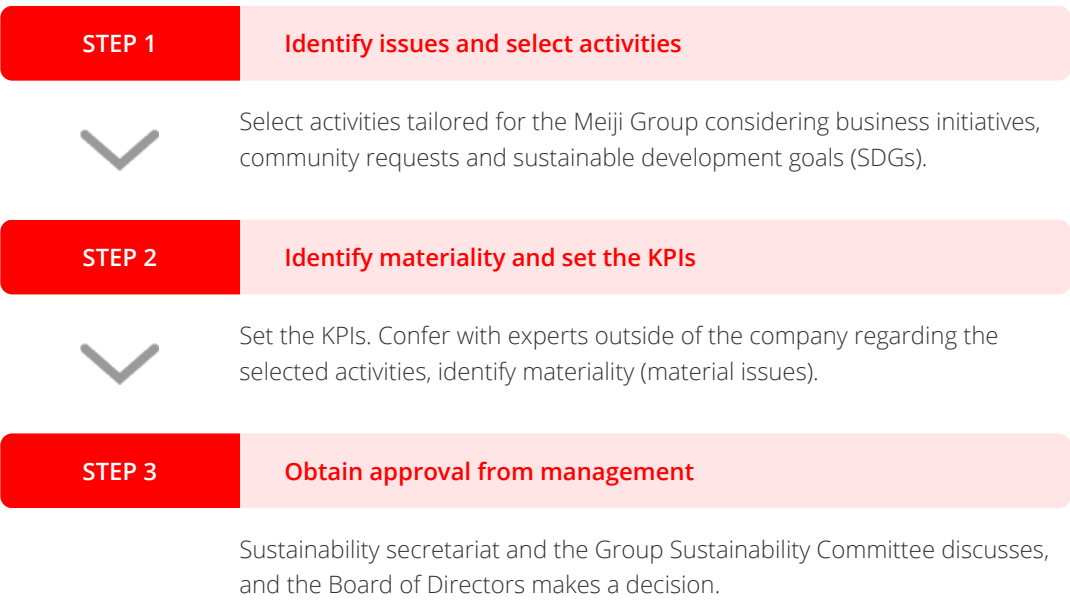 STEP 1
Identify issues and select activities
Select activities tailored for the Meiji Group considering business initiatives,
community requests and sustainable development goals (SDGs).
STEP 2
Identify materiality and set the KPIs
Set the KPIs. Confer with experts outside of the company regarding the
selected activities, identify materiality (material issues).
STEP 3
Obtain approval from management
Sustainability secretariat and the Group Sustainability Committee discusses,
and the Board of Directors makes a decision.